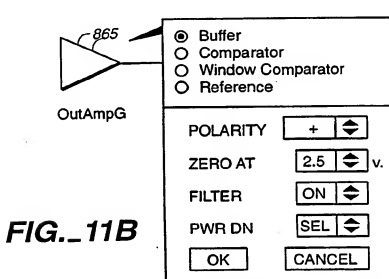 865
OutAmpG
Buffer
Comparator
Window Comparator
Reference
POLARITY +
ZERO AT 2.5 v.
FILTER ON
PWR DN SEL
OK CANCEL
FIG._11B